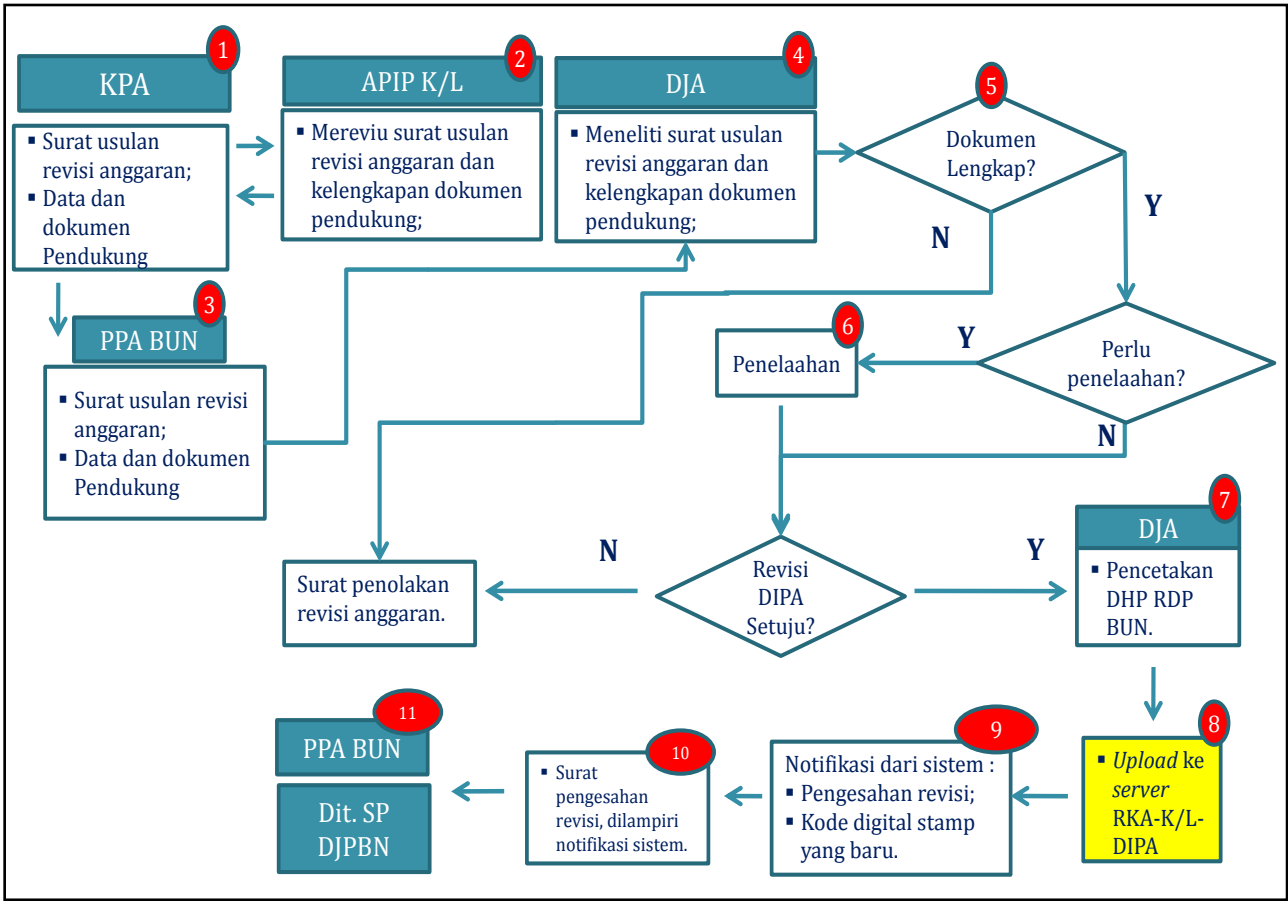 1
KPA
▪ Surat usulan
revisi anggaran;
▪ Data dan
dokumen
Pendukung
2
APIP K/L
▪ Mereviu surat usulan
revisi anggaran dan
kelengkapan dokumen
pendukung;
3
PPA BUN
▪ Surat usulan revisi
anggaran;
▪ Data dan dokumen
Pendukung
4
DJA
▪ Meneliti surat usulan
revisi anggaran dan
kelengkapan dokumen
pendukung;
5
Dokumen
Lengkap?
Y
N
Perlu
penelaahan?
Y
N
6
Penelaahan
Revisi
DIPA
Setuju?
N
Y
Surat penolakan
revisi anggaran.
7
DJA
▪ Pencetakan
DHP RDP
BUN.
8
▪ Upload ke
server
RKA-K/L-
DIPA
9
Notifikasi dari sistem :
▪ Pengesahan revisi;
▪ Kode digital stamp
yang baru.
10
▪ Surat
pengesahan
revisi, dilampiri
notifikasi sistem.
11
PPA BUN
Dit. SP
DJPBN